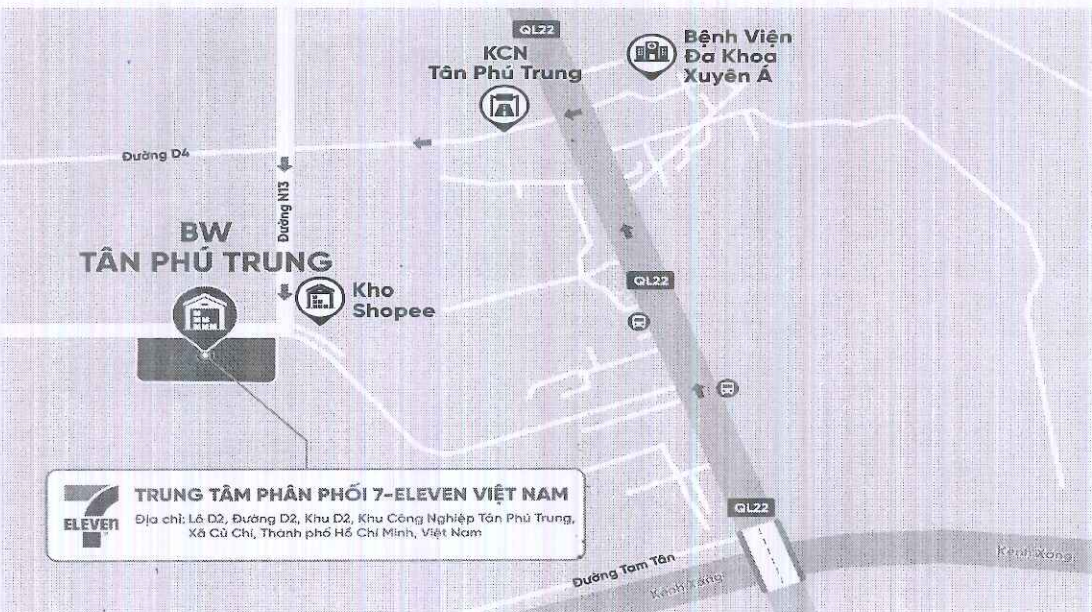 QL22
Bệnh Viện
Đa Khoa
Xuyên Á
KCN
Tân Phú Trung
Đường D4
Đường N13
BW
TÂN PHÚ TRUNG
Kho
Shopee
QL22
7
ELEVEn
TRUNG TÂM PHÂN PHỐI 7-ELEVEN VIỆT NAM
Địa chỉ: Lô D2, Đường D2, Khu D2, Khu Công Nghiệp Tân Phú Trung,
Xã Củ Chi, Thành phố Hồ Chí Minh, Việt Nam
QL22
Đường Tam Tân
Kênh Xáng
Kênh Xáng